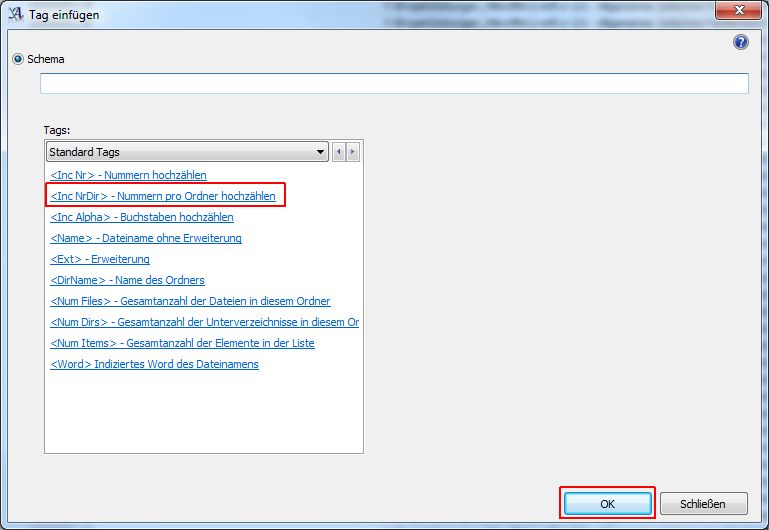 Tag einfügen
Schema
Tags:
Standard Tags
<Inc Nr> - Nummern hochzählen
<Inc NrDir> - Nummern pro Ordner hochzählen
<Inc Alpha> - Buchstaben hochzählen
<Name> - Dateiname ohne Erweiterung
<Ext> - Erweiterung
<DirName> - Name des Ordners
<Num Files> - Gesamtanzahl der Dateien in diesem Ordner
<Num Dirs> - Gesamtanzahl der Unterverzeichnisse in diesem Or
<Num Items> - Gesamtanzahl der Elemente in der Liste
<Word> Indiziertes Word des Dateinamens
OK
Schließen